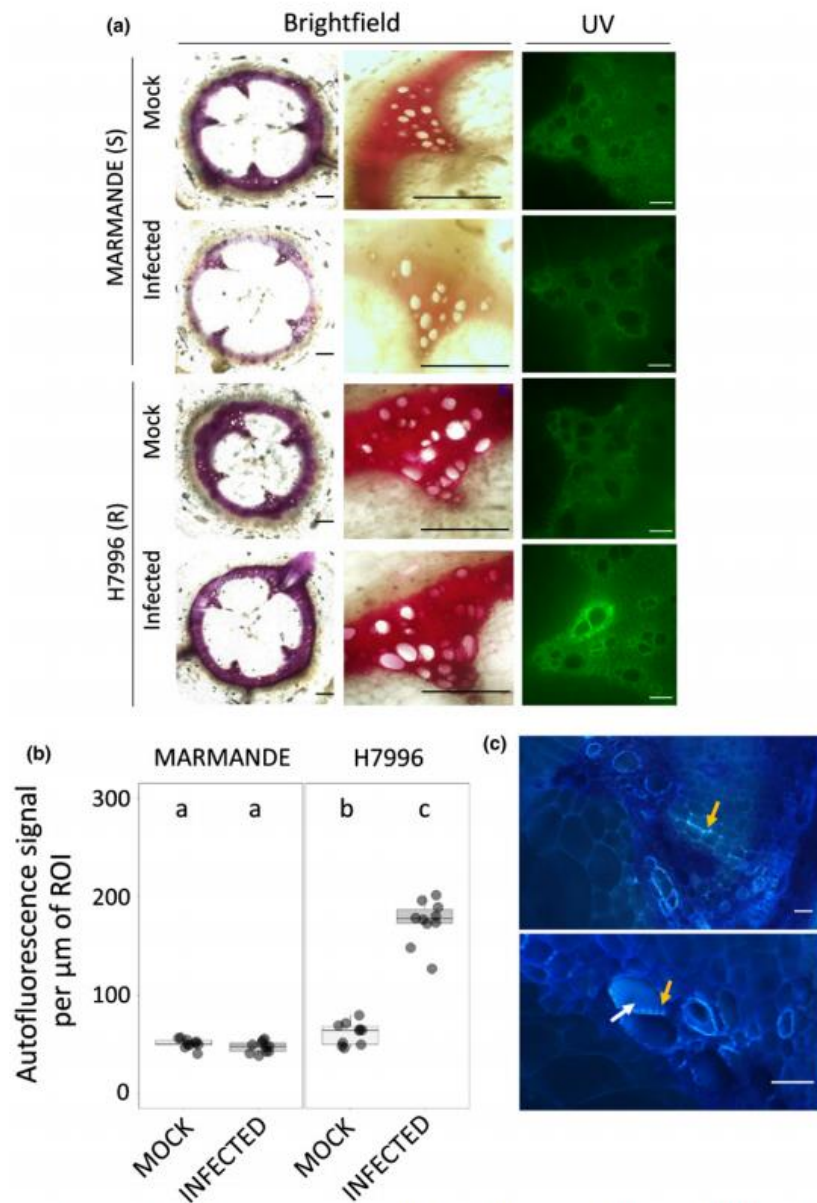 (a)
Brightfield
UV
MARMANDE (S)
Mock
Infected
H7996 (R)
Mock
Infected
(b)
MARMANDE
H7996
a
a
b
c
300
200
100
0
Autofluorescence signal
per µm of ROI
MOCK
INFECTED
MOCK
INFECTED
(c)